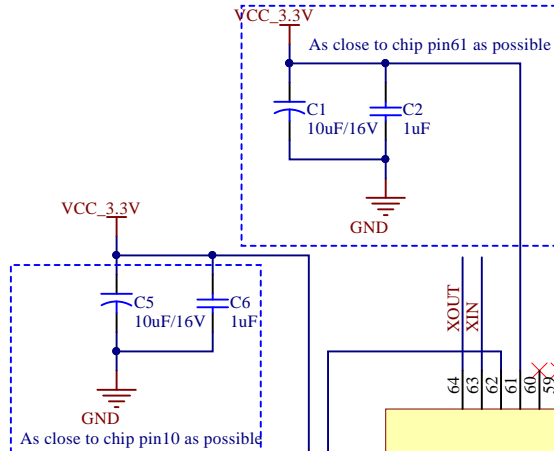 VCC_3.3V
As close to chip pin61 as possible
C1
10uF/16V
C2
1uF
GND
VCC_3.3V
C5
10uF/16V
C6
1uF
GND
As close to chip pin10 as possible
XOUT
XIN
64
63
62
61
60
59